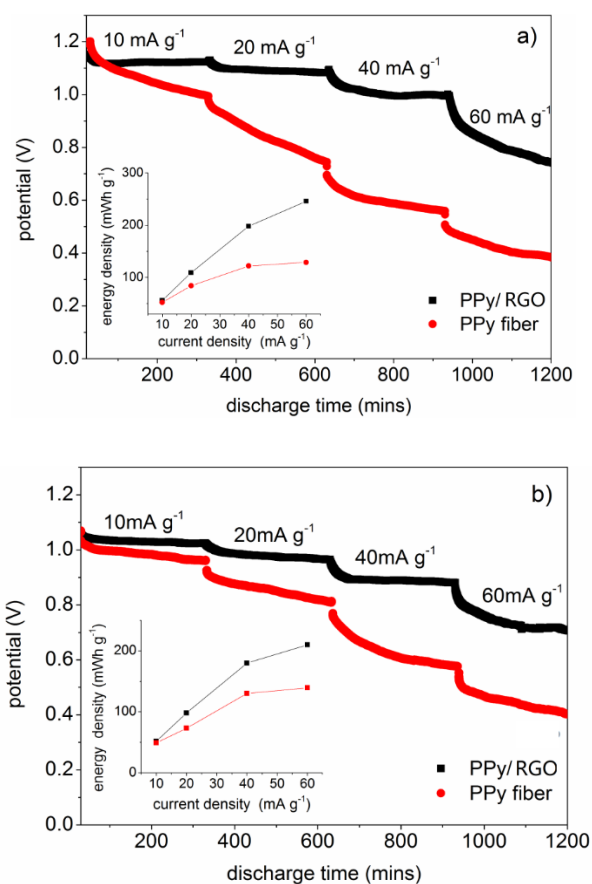 a)
10 mA g-1
20 mA g-1
40 mA g-1
60 mA g-1
1.2
1.0
0.8
0.6
0.4
0.2
0.0
potential (V)
300
200
100
energy density (mWh g-1)
10 20 30 40 50 60
current density (mA g-1)
PPy/ RGO
PPy fiber
200 400 600 800 1000 1200
discharge time (mins)
b)
10mA g-1
20mA g-1
40mA g-1
60mA g-1
1.2
1.0
0.8
0.6
0.4
0.2
0.0
potential (V)
200
100
0
energy density (mWh g-1)
10 20 30 40 50 60
current density (mA g-1)
PPy/ RGO
PPy fiber
200 400 600 800 1000 1200
discharge time (mins)